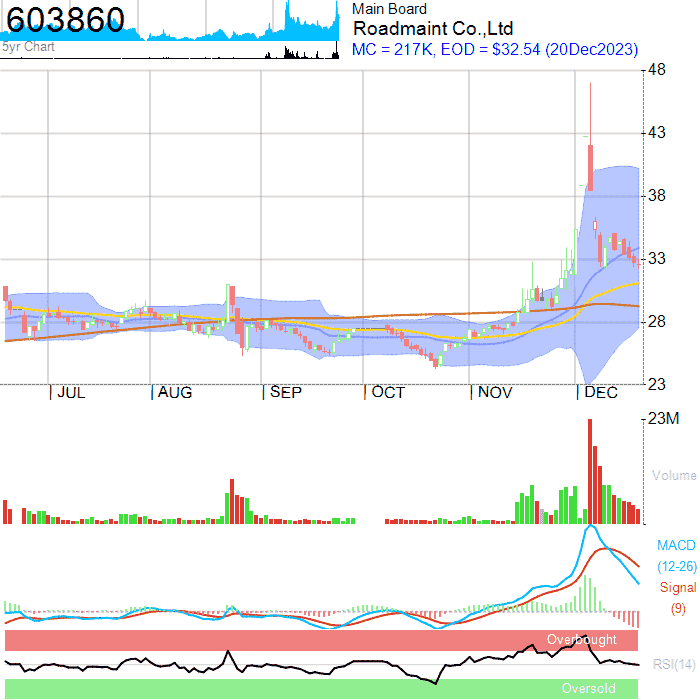 603860
5yr Chart
Main Board
Roadmaint Co.,Ltd
MC = 217K, EOD = $32.54 (20Dec2023)
48
43
38
33
28
23
JUL AUG SEP OCT NOV DEC
23M
Volume
MACD
(12-26)
Signal
(9)
Overbought
RSI(14)
Oversold